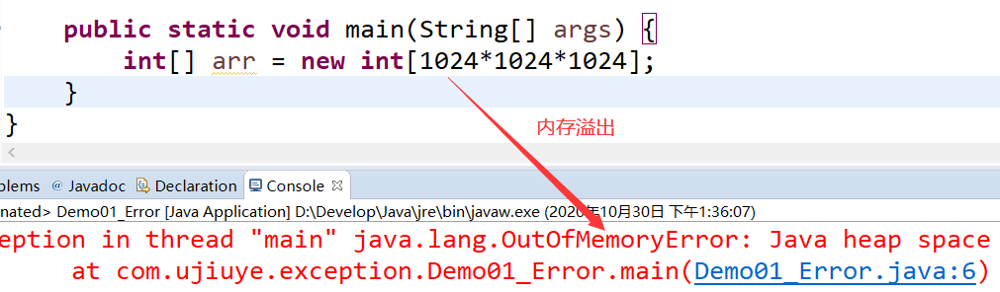 public static void main(String[] args) {
int[] arr = new int[1024*1024*1024];
}
}
内存溢出
<
blems @ Javadoc Declaration Console
nated> Demo01_Error [Java Application] D:\Develop\Java\jre\bin\javaw.exe (2020年10月30日 下午1:36:07)
eption in thread "main" java.lang.OutOfMemoryError: Java heap space
at com.ujiuye.exception.Demo01_Error.main(Demo01_Error.java:6)